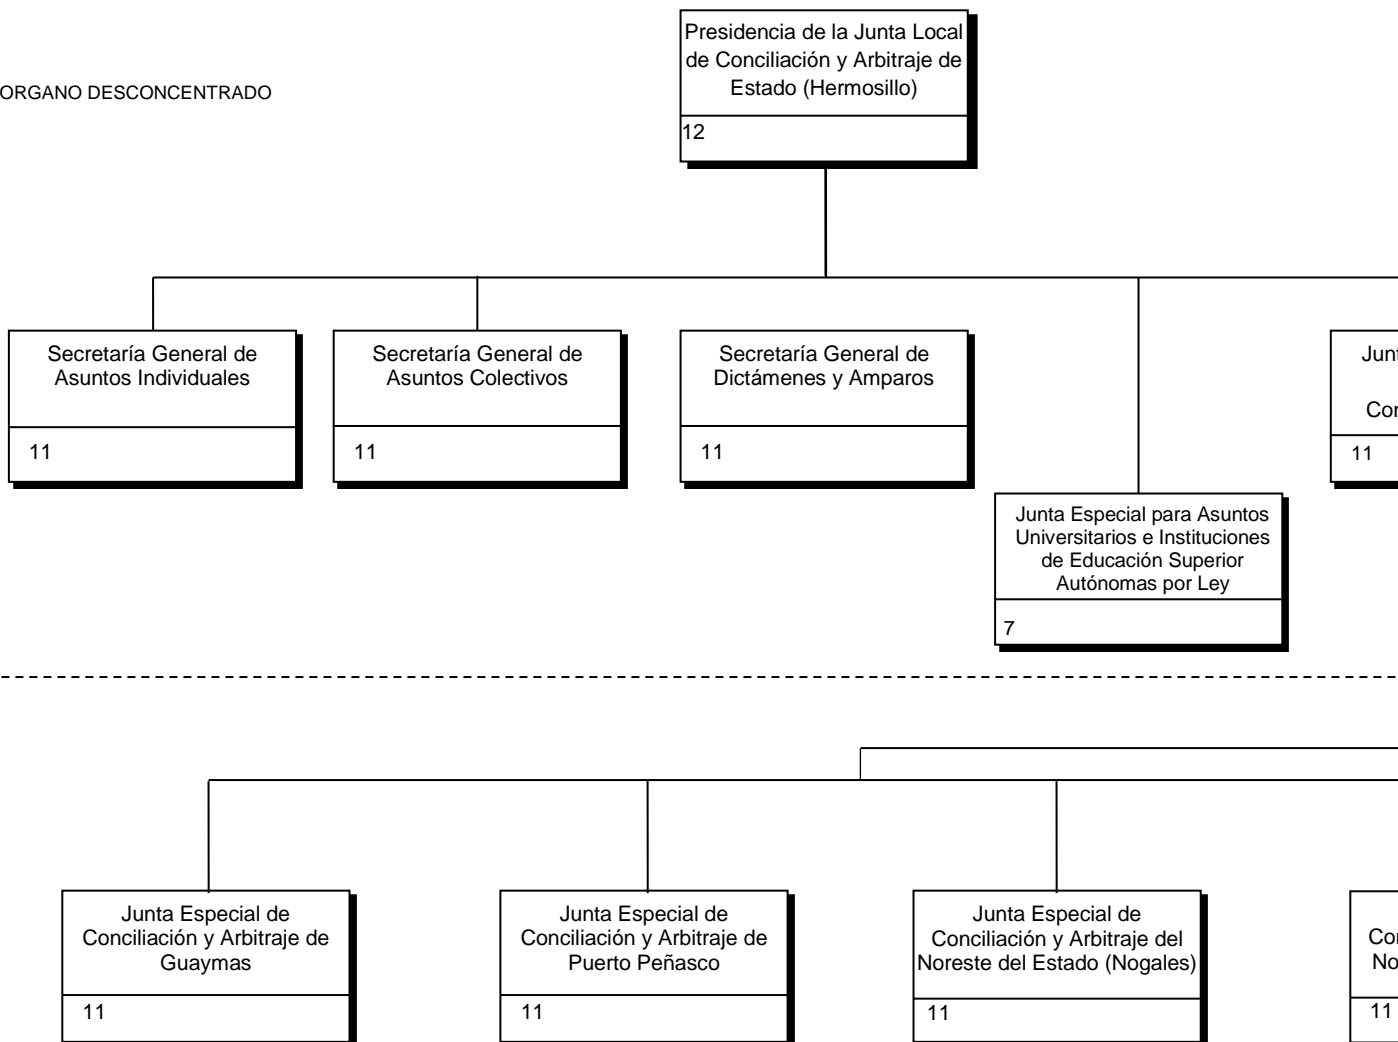 Presidencia de la Junta Local
de Conciliación y Arbitraje de
Estado (Hermosillo)
12
ORGANO DESCONCENTRADO
Secretaría General de
Asuntos Individuales
11
Secretaría General de
Asuntos Colectivos
11
Secretaría General de
Dictámenes y Amparos
11
11
Junta Especial para Asuntos
Universitarios e Instituciones
de Educación Superior
Autónomas por Ley
7
Junta Especial de
Conciliación y Arbitraje de
Guaymas
11
Junta Especial de
Conciliación y Arbitraje de
Puerto Peñasco
11
Junta Especial de
Conciliación y Arbitraje del
Noreste del Estado (Nogales)
11
11